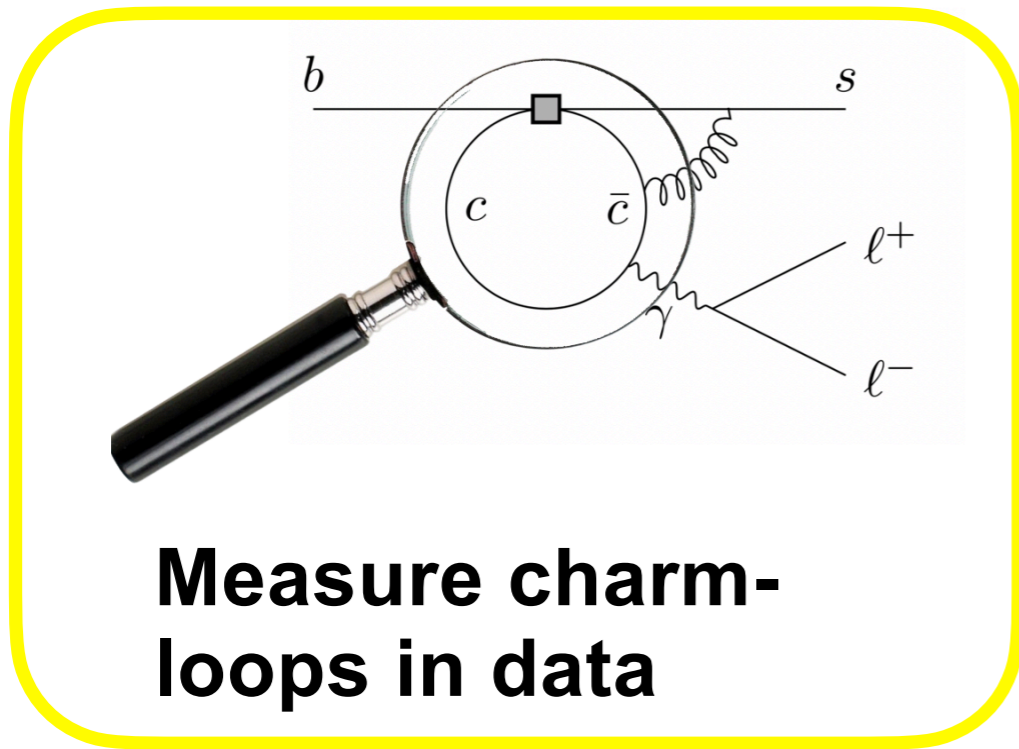 b
s
c
c̄
ℓ+
γ
ℓ−
Measure charm-
loops in data